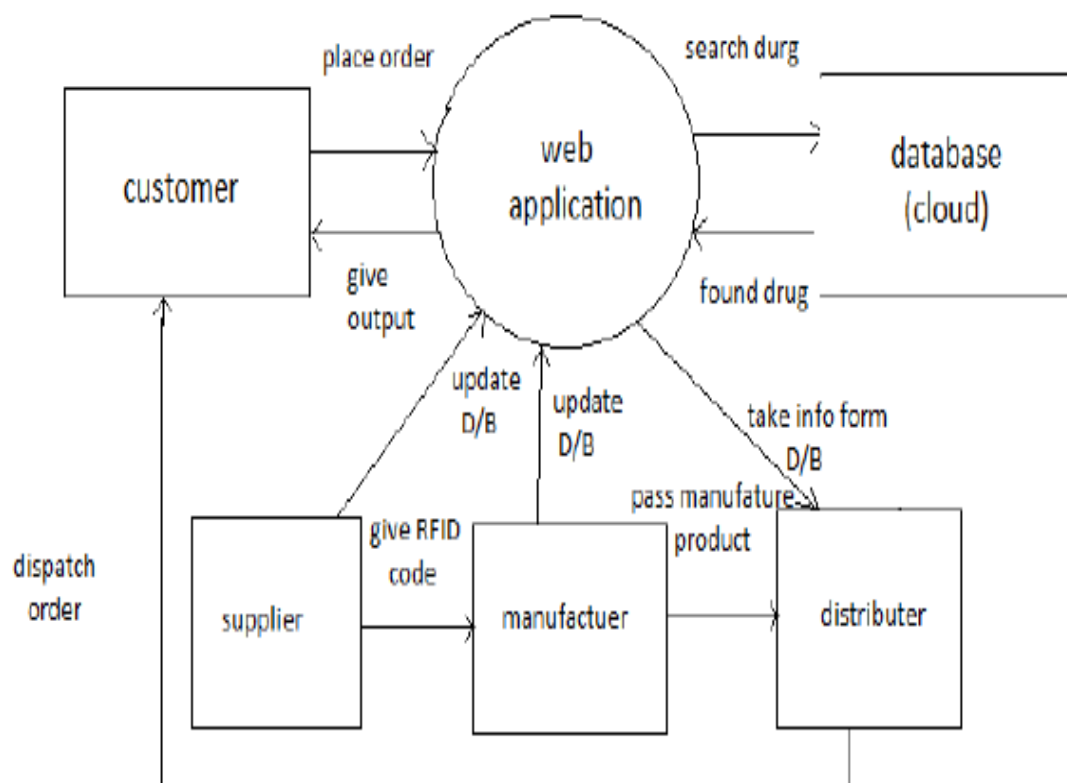 place order
search durg
customer
web
application
database
(cloud)
give
output
found drug
update
D/B
update
D/B
take info form
D/B
pass manufature
product
give RFID
code
dispatch
order
supplier
manufactuer
distributer